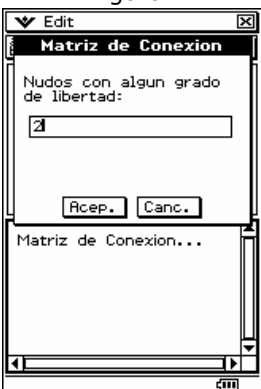 Edit
Matriz de Conexion
Nudos con algun grado
de libertad:
2
Acep. Canc.
Matriz de Conexion...